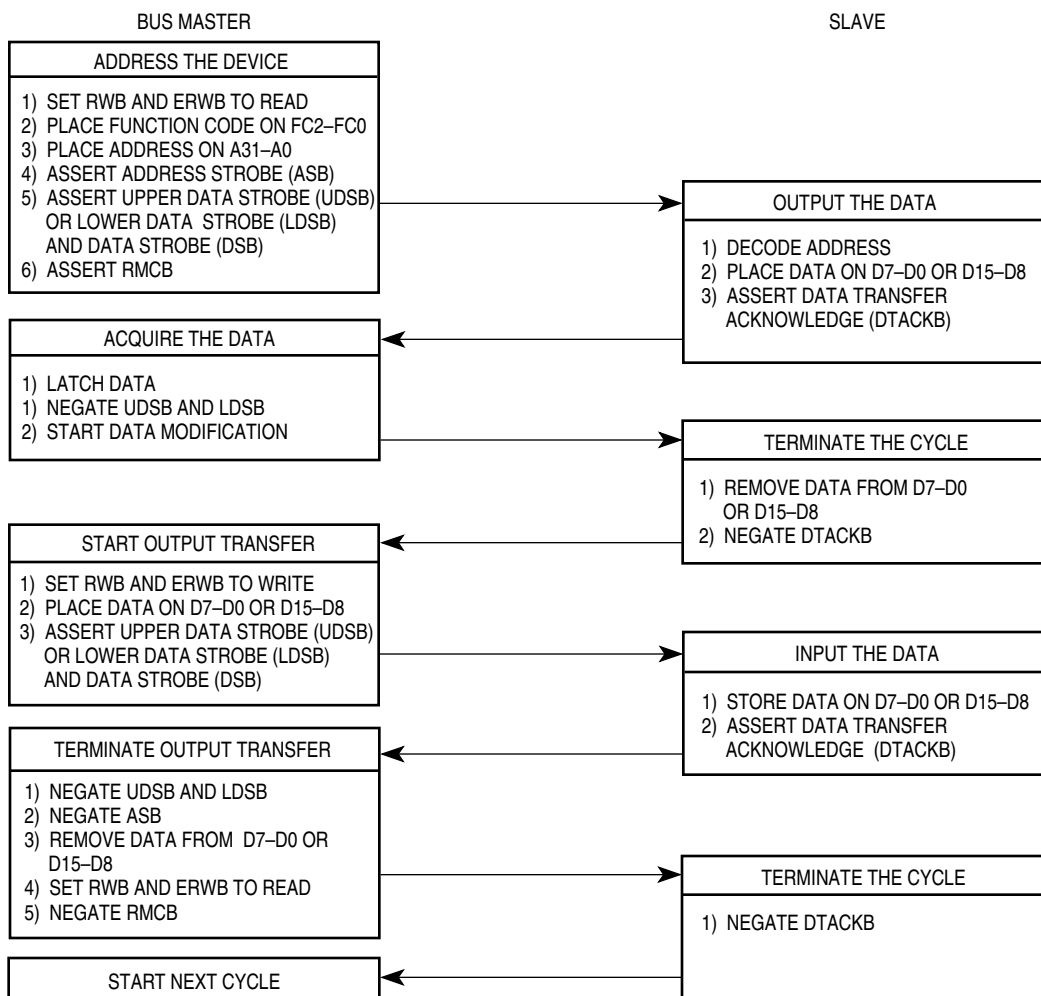 BUS MASTER
SLAVE
ADDRESS THE DEVICE
1) SET RWB AND ERWB TO READ
2) PLACE FUNCTION CODE ON FC2–FC0
3) PLACE ADDRESS ON A31–A0
4) ASSERT ADDRESS STROBE (ASB)
5) ASSERT UPPER DATA STROBE (UDSB)
OR LOWER DATA STROBE (LDSB)
AND DATA STROBE (DSB)
6) ASSERT RMCB
OUTPUT THE DATA
1) DECODE ADDRESS
2) PLACE DATA ON D7–D0 OR D15–D8
3) ASSERT DATA TRANSFER
ACKNOWLEDGE (DTACKB)
ACQUIRE THE DATA
1) LATCH DATA
1) NEGATE UDSB AND LDSB
2) START DATA MODIFICATION
TERMINATE THE CYCLE
1) REMOVE DATA FROM D7–D0
OR D15–D8
2) NEGATE DTACKB
START OUTPUT TRANSFER
1) SET RWB AND ERWB TO WRITE
2) PLACE DATA ON D7–D0 OR D15–D8
3) ASSERT UPPER DATA STROBE (UDSB)
OR LOWER DATA STROBE (LDSB)
AND DATA STROBE (DSB)
INPUT THE DATA
1) STORE DATA ON D7–D0 OR D15–D8
2) ASSERT DATA TRANSFER
ACKNOWLEDGE (DTACKB)
TERMINATE OUTPUT TRANSFER
1) NEGATE UDSB AND LDSB
2) NEGATE ASB
3) REMOVE DATA FROM D7–D0 OR
D15–D8
4) SET RWB AND ERWB TO READ
5) NEGATE RMCB
TERMINATE THE CYCLE
1) NEGATE DTACKB
START NEXT CYCLE